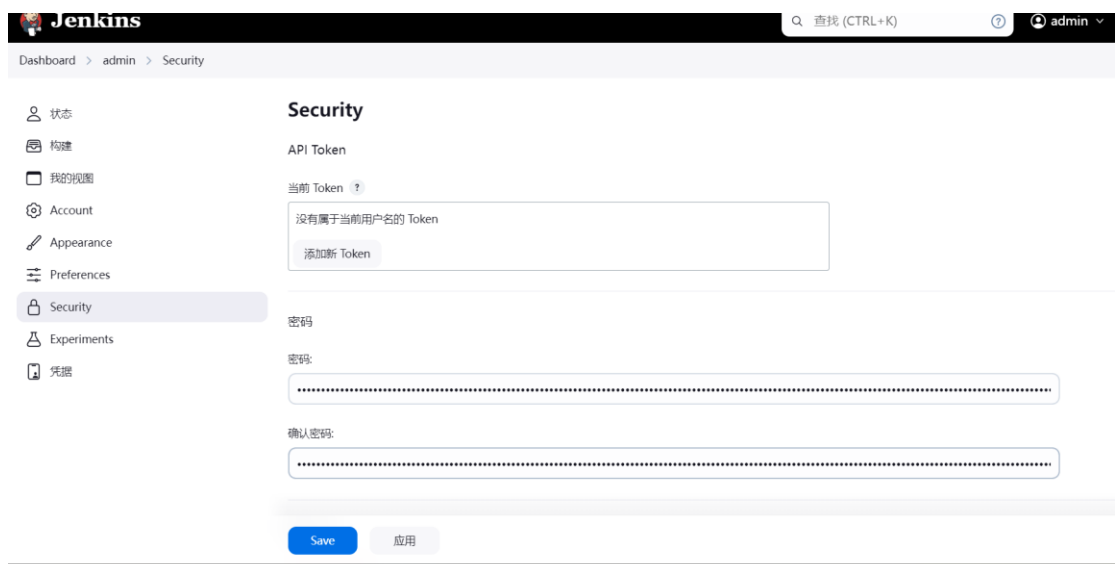 Jenkins
查找 (CTRL+K)
?
admin
Dashboard > admin > Security
状态
构建
我的视图
Account
Appearance
Preferences
Security
Experiments
凭据
Security
API Token
当前 Token ?
没有属于当前用户名的 Token
添加新 Token
密码
密码:
确认密码:
Save
应用